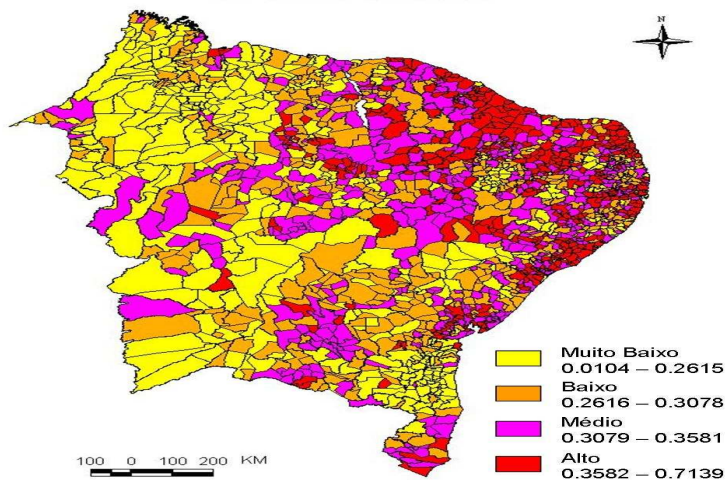 N
Muito Baixo
0.0104 – 0.2615
Baixo
0.2616 – 0.3078
Médio
0.3079 – 0.3581
Alto
0.3582 – 0.7139
100 0 100 200 KM